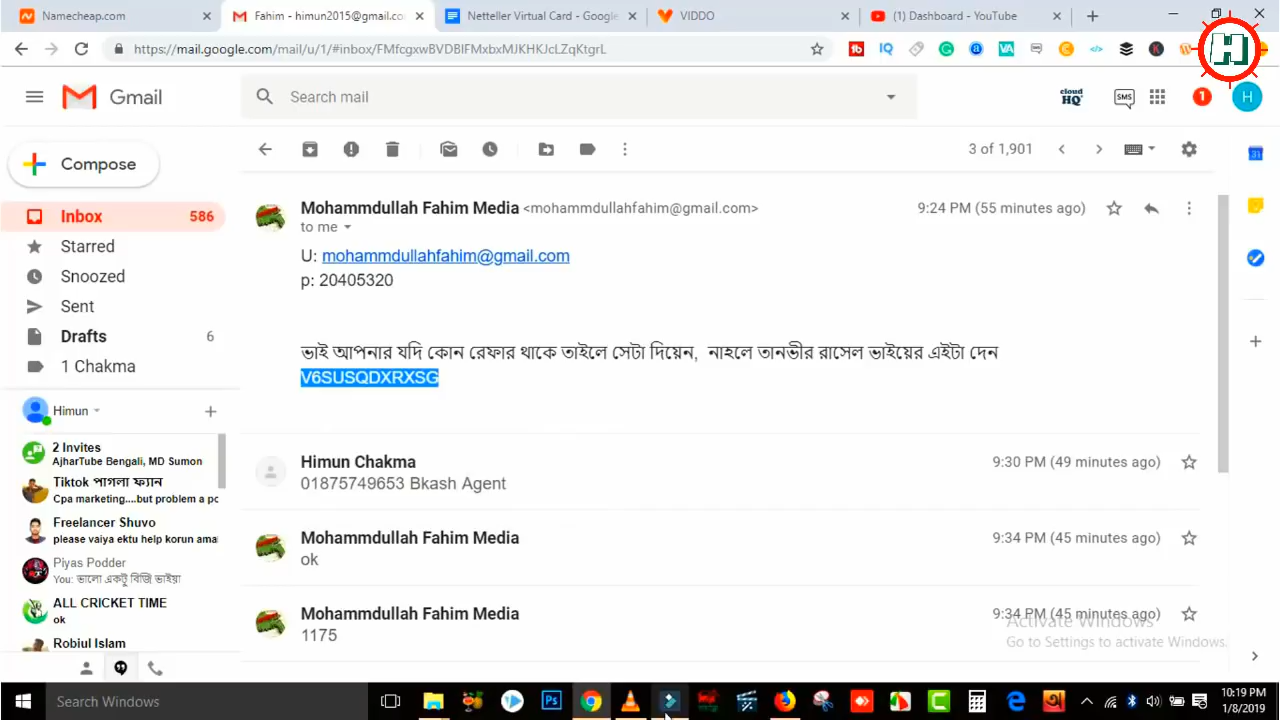 Namecheap.com
Fahim - himun2015@gmail.co
Netteller Virtual Card - Google
VIDDO
(1) Dashboard - YouTube
https://mail.google.com/mail/u/1/#inbox/FMfcgxwBVDBlFMxbxMJKHKJcLZqKtgrL
Gmail
Search mail
cloud HQ
SMS
1
H
Compose
3 of 1,901
Inbox 586
Starred
Snoozed
Sent
Drafts 6
1 Chakma
Mohammdullah Fahim Media <mohammdullahfahim@gmail.com>
9:24 PM (55 minutes ago)
to me
U: mohammdullahfahim@gmail.com
p: 20405320
ভাই আপনার যদি কোন রেফার থাকে তাইলে সেটা দিয়েন, নাহলে তানভীর রাসেল ভাইয়ের এইটা দেন
V6SUSQDXRXSG
Himun
2 Invites
AjharTube Bengali, MD Sumon
Tiktok পাগলা ফ্যান
Cpa marketing....but problem a po
Freelancer Shuvo
please vaiya ektu help korun ama
Piyas Podder
You: ভালো একটু বিজি ভাইয়া
ALL CRICKET TIME
ok
Robiul Islam
Himun Chakma
9:30 PM (49 minutes ago)
01875749653 Bkash Agent
Mohammdullah Fahim Media
9:34 PM (45 minutes ago)
ok
Mohammdullah Fahim Media
9:34 PM (45 minutes ago)
1175
Activate Windows
Go to Settings to activate Windows.
Search Windows
10:19 PM
1/8/2019